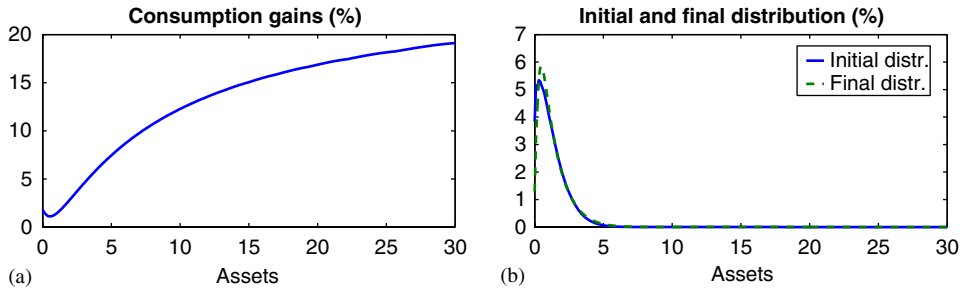 Consumption gains (%)
20
15
10
5
0
0 5 10 15 20 25 30
Assets
(a)
Initial and final distribution (%)
7
6
5
4
3
2
1
0
Initial distr.
Final distr.
0 5 10 15 20 25 30
Assets
(b)